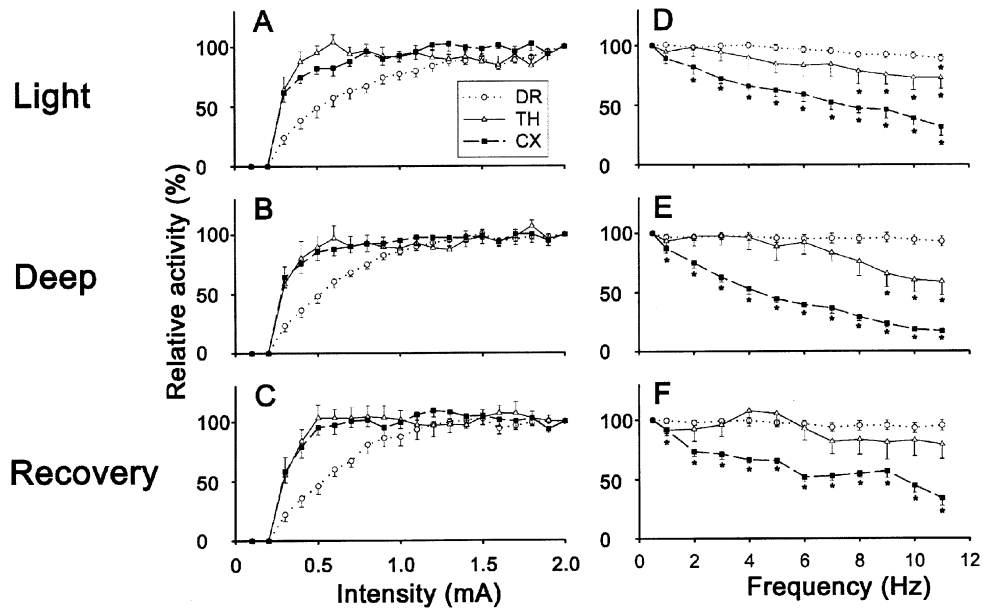 A
D
Light
100
50
0
DR
TH
CX
100
50
0
*
Relative activity (%)
B
E
Deep
100
50
0
100
50
0
*
C
F
Recovery
100
50
0
100
50
0
*
0 0.5 1.0 1.5 2.0
0 2 4 6 8 10 12
Intensity (mA)
Frequency (Hz)